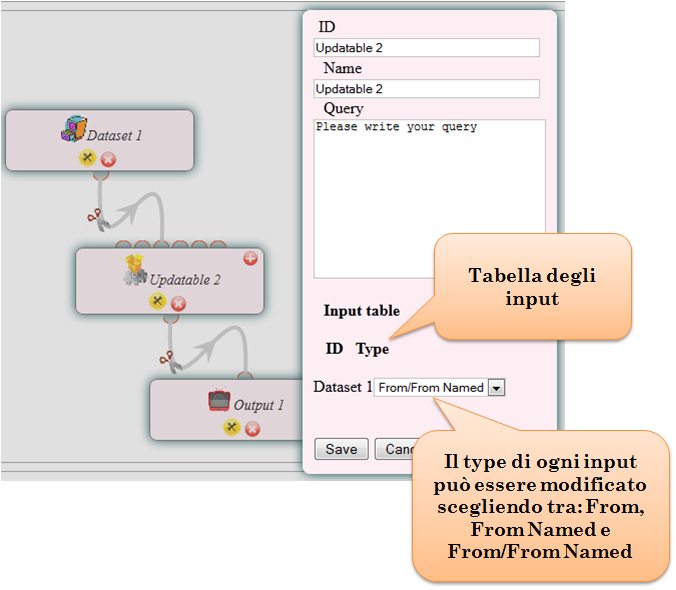 Dataset 1
Updatable 2
Output 1
ID
Updatable 2
Name
Updatable 2
Query
Please write your query
Input table
ID Type
Dataset 1 From/From Named
Save Canc
Tabella degli
input
Il type di ogni input
può essere modificato
scegliendo tra: From,
From Named e
From/From Named